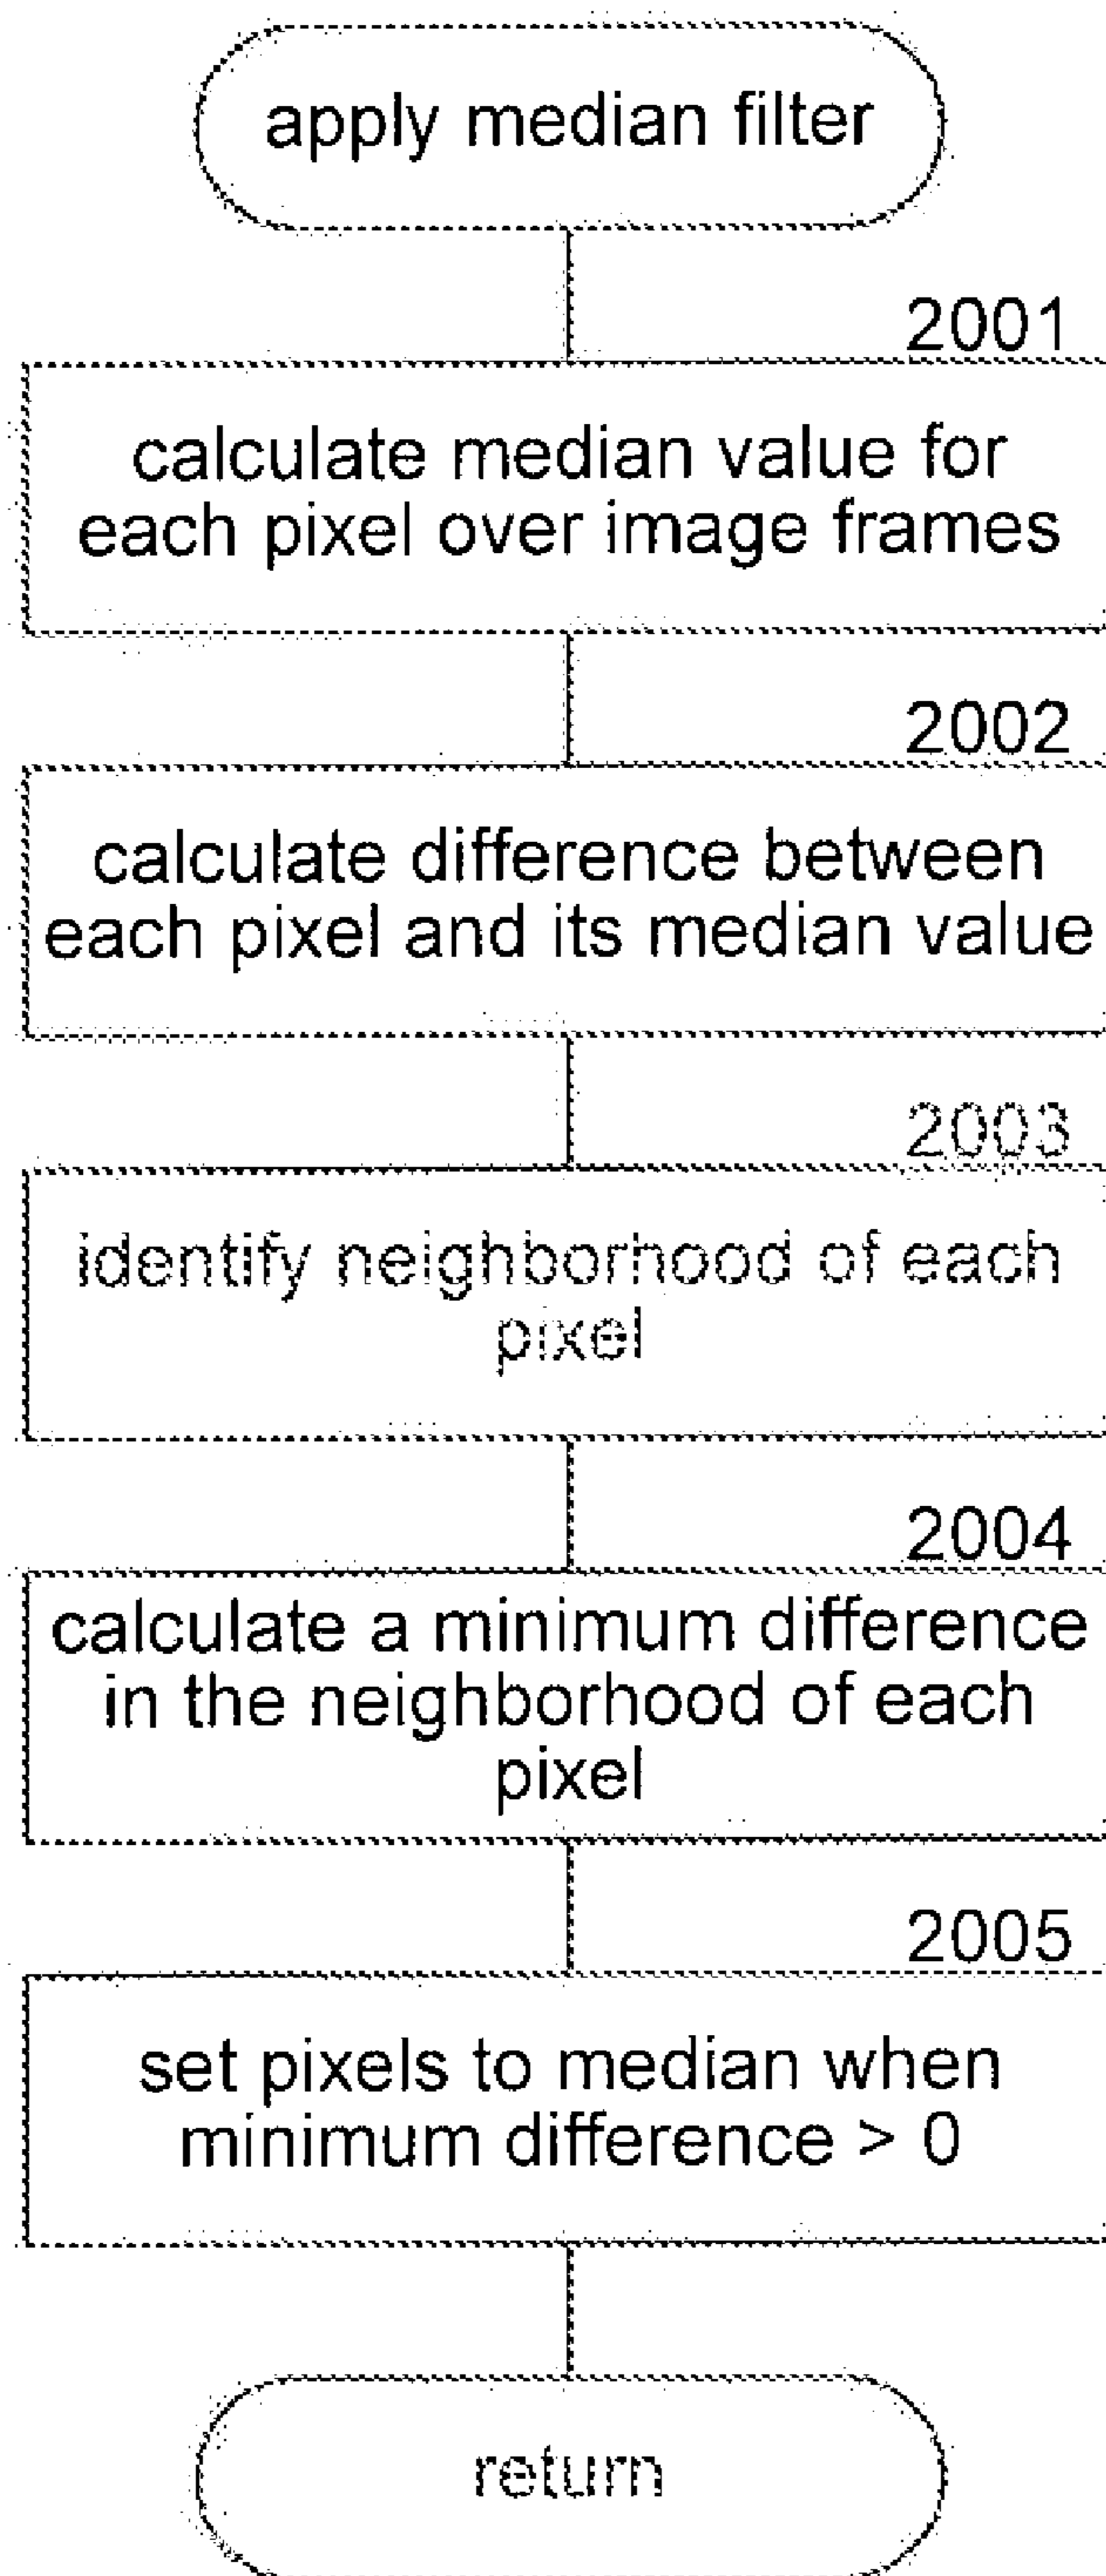 apply median filter
2001
calculate median value for
each pixel over image frames
2002
calculate difference between
each pixel and its median value
2003
identify neighborhood of each
pixel
2004
calculate a minimum difference
in the neighborhood of each
pixel
2005
set pixels to median when
minimum difference > 0
return